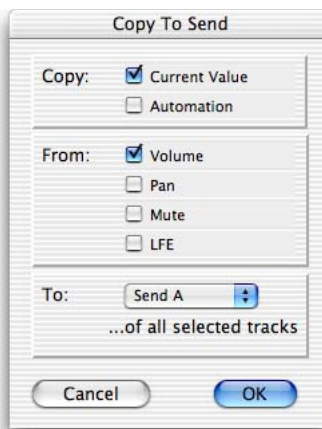 Copy To Send
Copy: Current Value
Automation
From: Volume
Pan
Mute
LFE
To: Send A
...of all selected tracks
Cancel OK